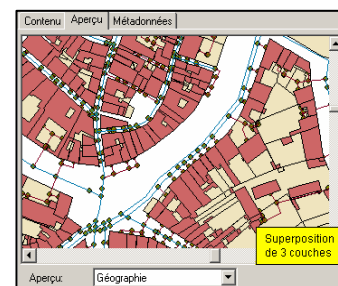 Contenu Aperçu Métadonnées
Superposition
de 3 couches
Aperçu: Géographie